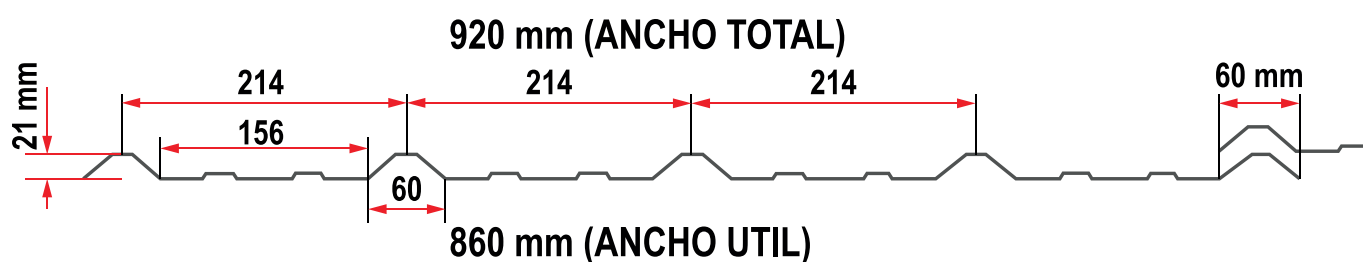 920 mm (ANCHO TOTAL)
214
214
214
60 mm
21 mm
156
60
860 mm (ANCHO UTIL)